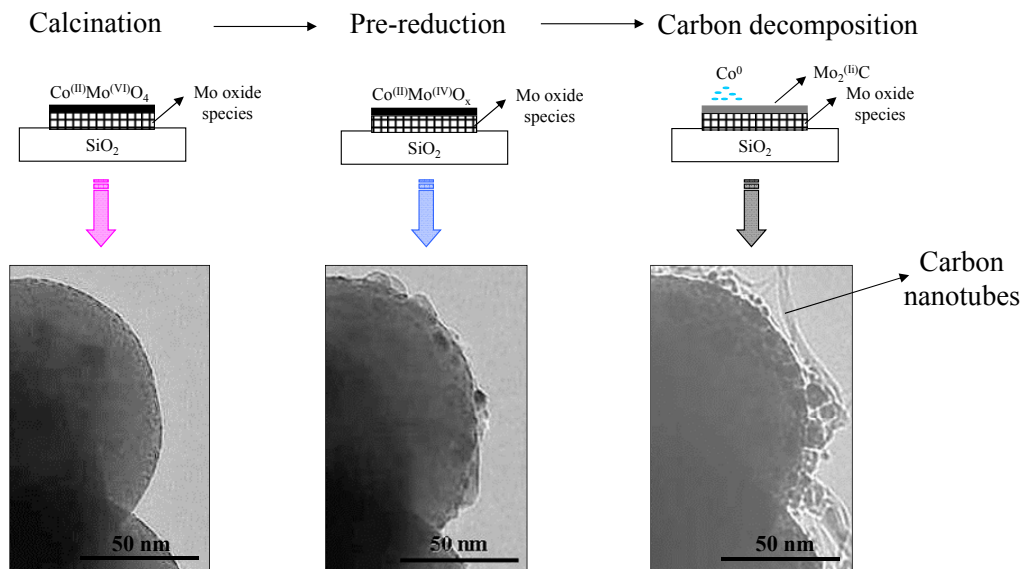 Calcination
Pre-reduction
Carbon decomposition
Co⁽ᴵᴵ⁾Mo⁽ⱽᴵ⁾O₄
Mo oxide
species
SiO₂
Co⁽ᴵᴵ⁾Mo⁽ᴵⱽ⁾Oₓ
Mo oxide
species
SiO₂
Co⁰
Mo₂⁽ᴵⁱ⁾C
Mo oxide
species
SiO₂
Carbon
nanotubes
50 nm
50 nm
50 nm